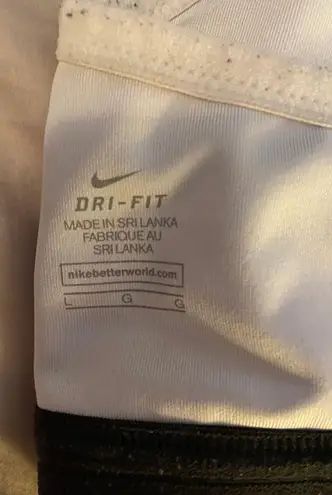 DRI-FIT
MADE IN SRI LANKA
FABRIQUE AU
SRI LANKA
nikebetterworld.com
L G G